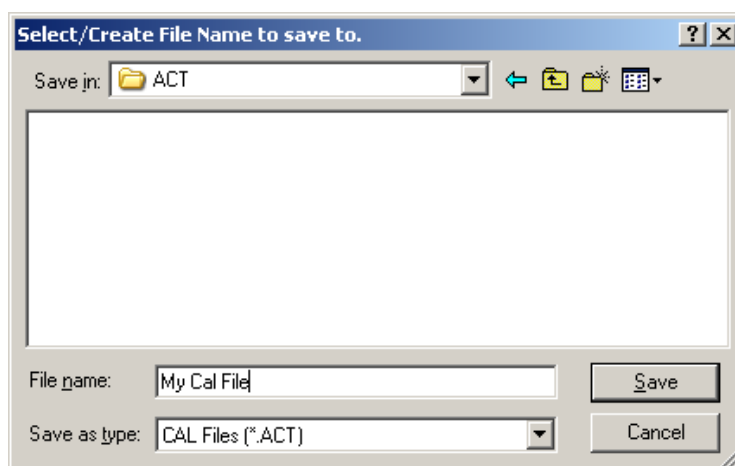 Select/Create File Name to save to.
Save in: ACT
File name: My Cal File Save
Save as type: CAL Files (*.ACT) Cancel